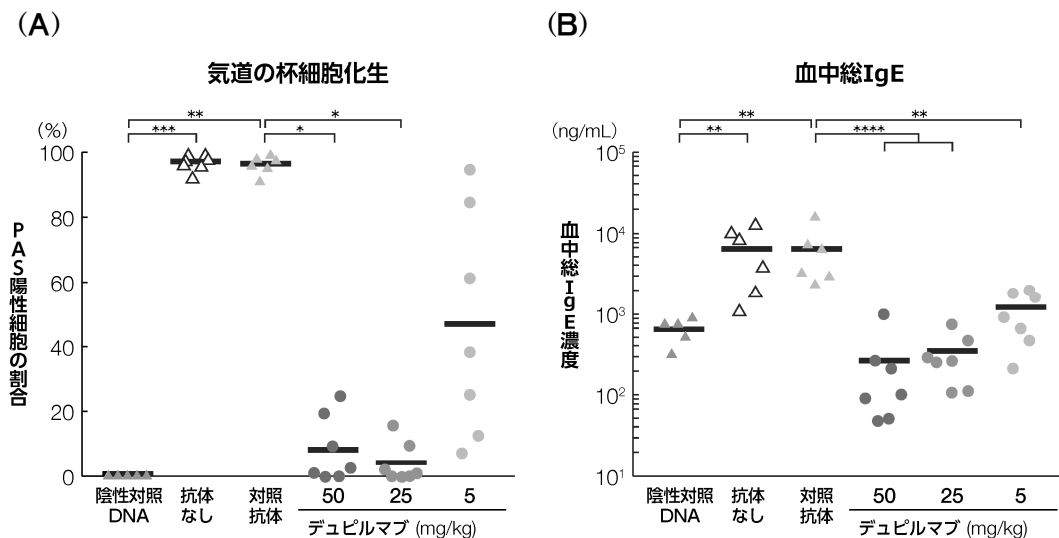 (A)
気道の杯細胞化生
**
*
***
*
(%)
100
80
60
40
20
0
PAS陽性細胞の割合
陰性対照
DNA
抗体
なし
対照
抗体
50
25
5
デュピルマブ (mg/kg)
(B)
血中総IgE
**
**
**
****
(ng/mL)
10⁵
10⁴
10³
10²
10¹
血中総IgE濃度
陰性対照
DNA
抗体
なし
対照
抗体
50
25
5
デュピルマブ (mg/kg)